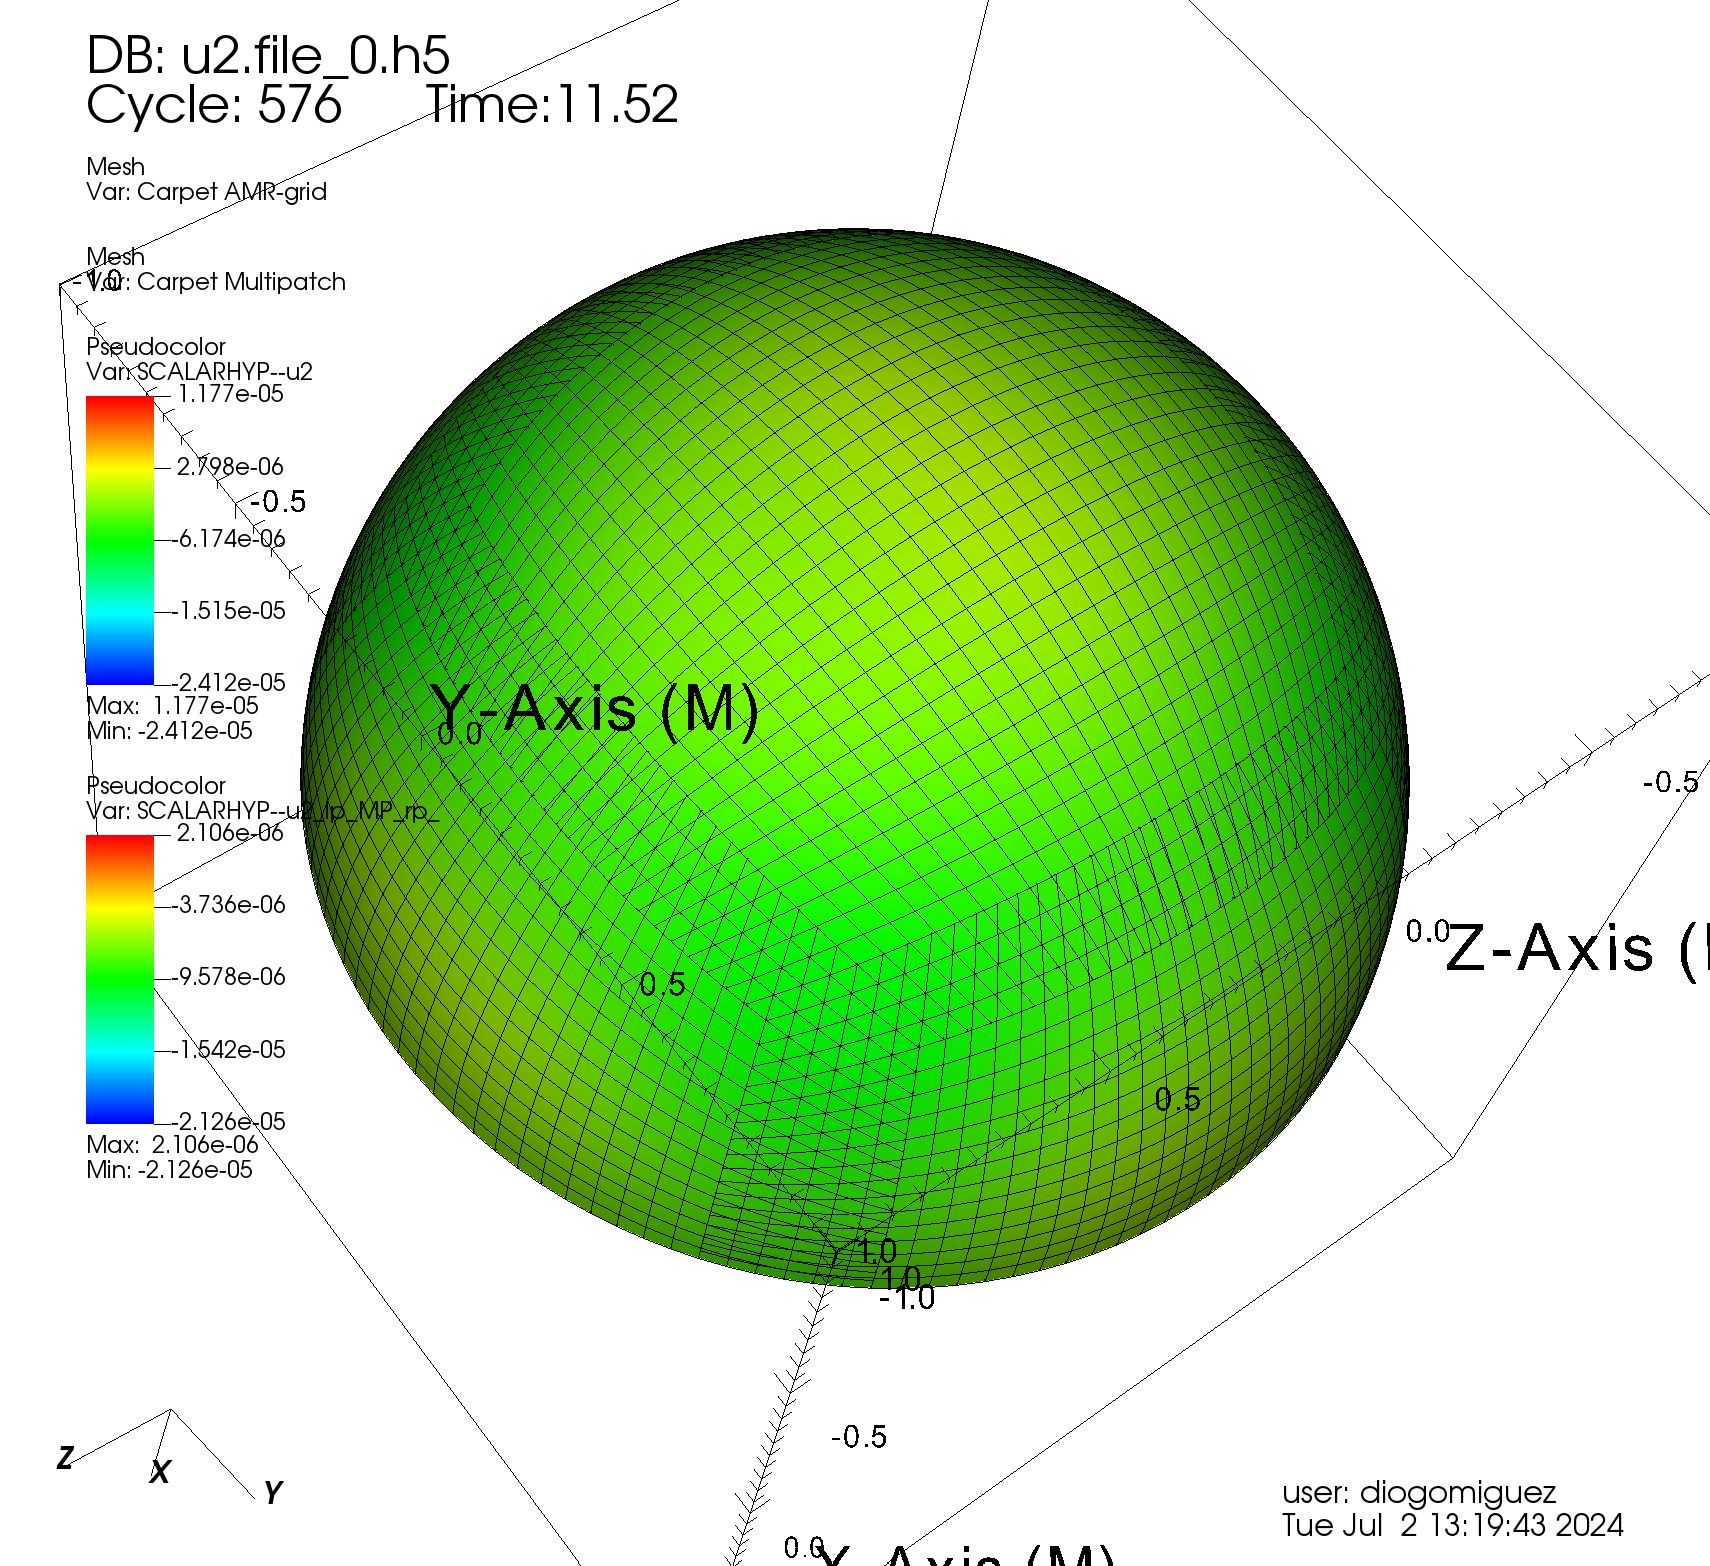 DB: u2.file_0.h5
Cycle: 576 Time:11.52
Mesh
Var: Carpet AMR-grid
Mesh
Var: Carpet Multipatch
-1.0
Pseudocolor
Var: SCALARHYP--u2
1.177e-05
2.798e-06
-6.174e-06
-1.515e-05
-2.412e-05
Max: 1.177e-05
Min: -2.412e-05
Pseudocolor
Var: SCALARHYP--u2_lp_MP_rp_
2.106e-06
-3.736e-06
-9.578e-06
-1.542e-05
-2.126e-05
Max: 2.106e-06
Min: -2.126e-05
-0.5
Y-Axis (M)
0.0
0.5
1.0
-0.5
0.0
Z-Axis (
0.5
1.0
-1.0
-0.5
0.0
X-Axis (M)
Z
X
Y
user: diogomiguez
Tue Jul 2 13:19:43 2024